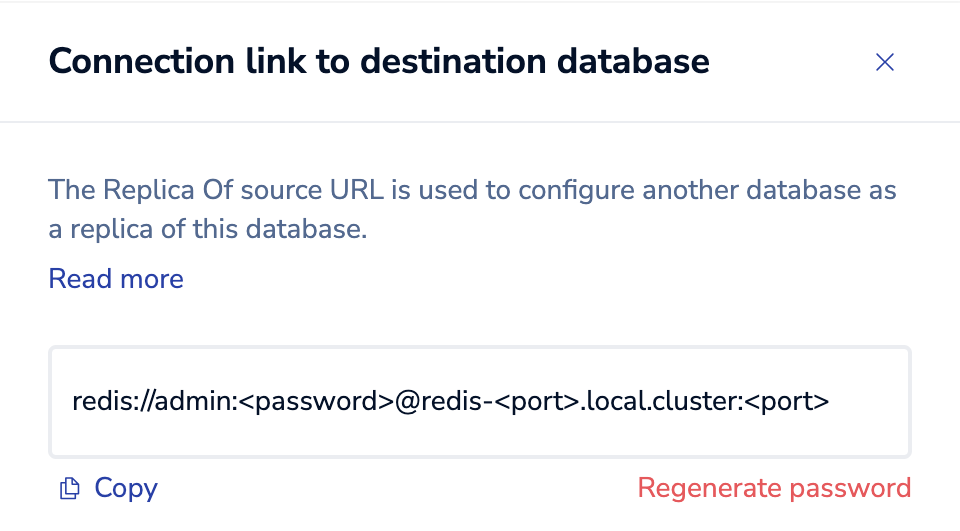 Connection link to destination database
The Replica Of source URL is used to configure another database as
a replica of this database.
Read more
redis://admin:<password>@redis-<port>.local.cluster:<port>
Copy
Regenerate password